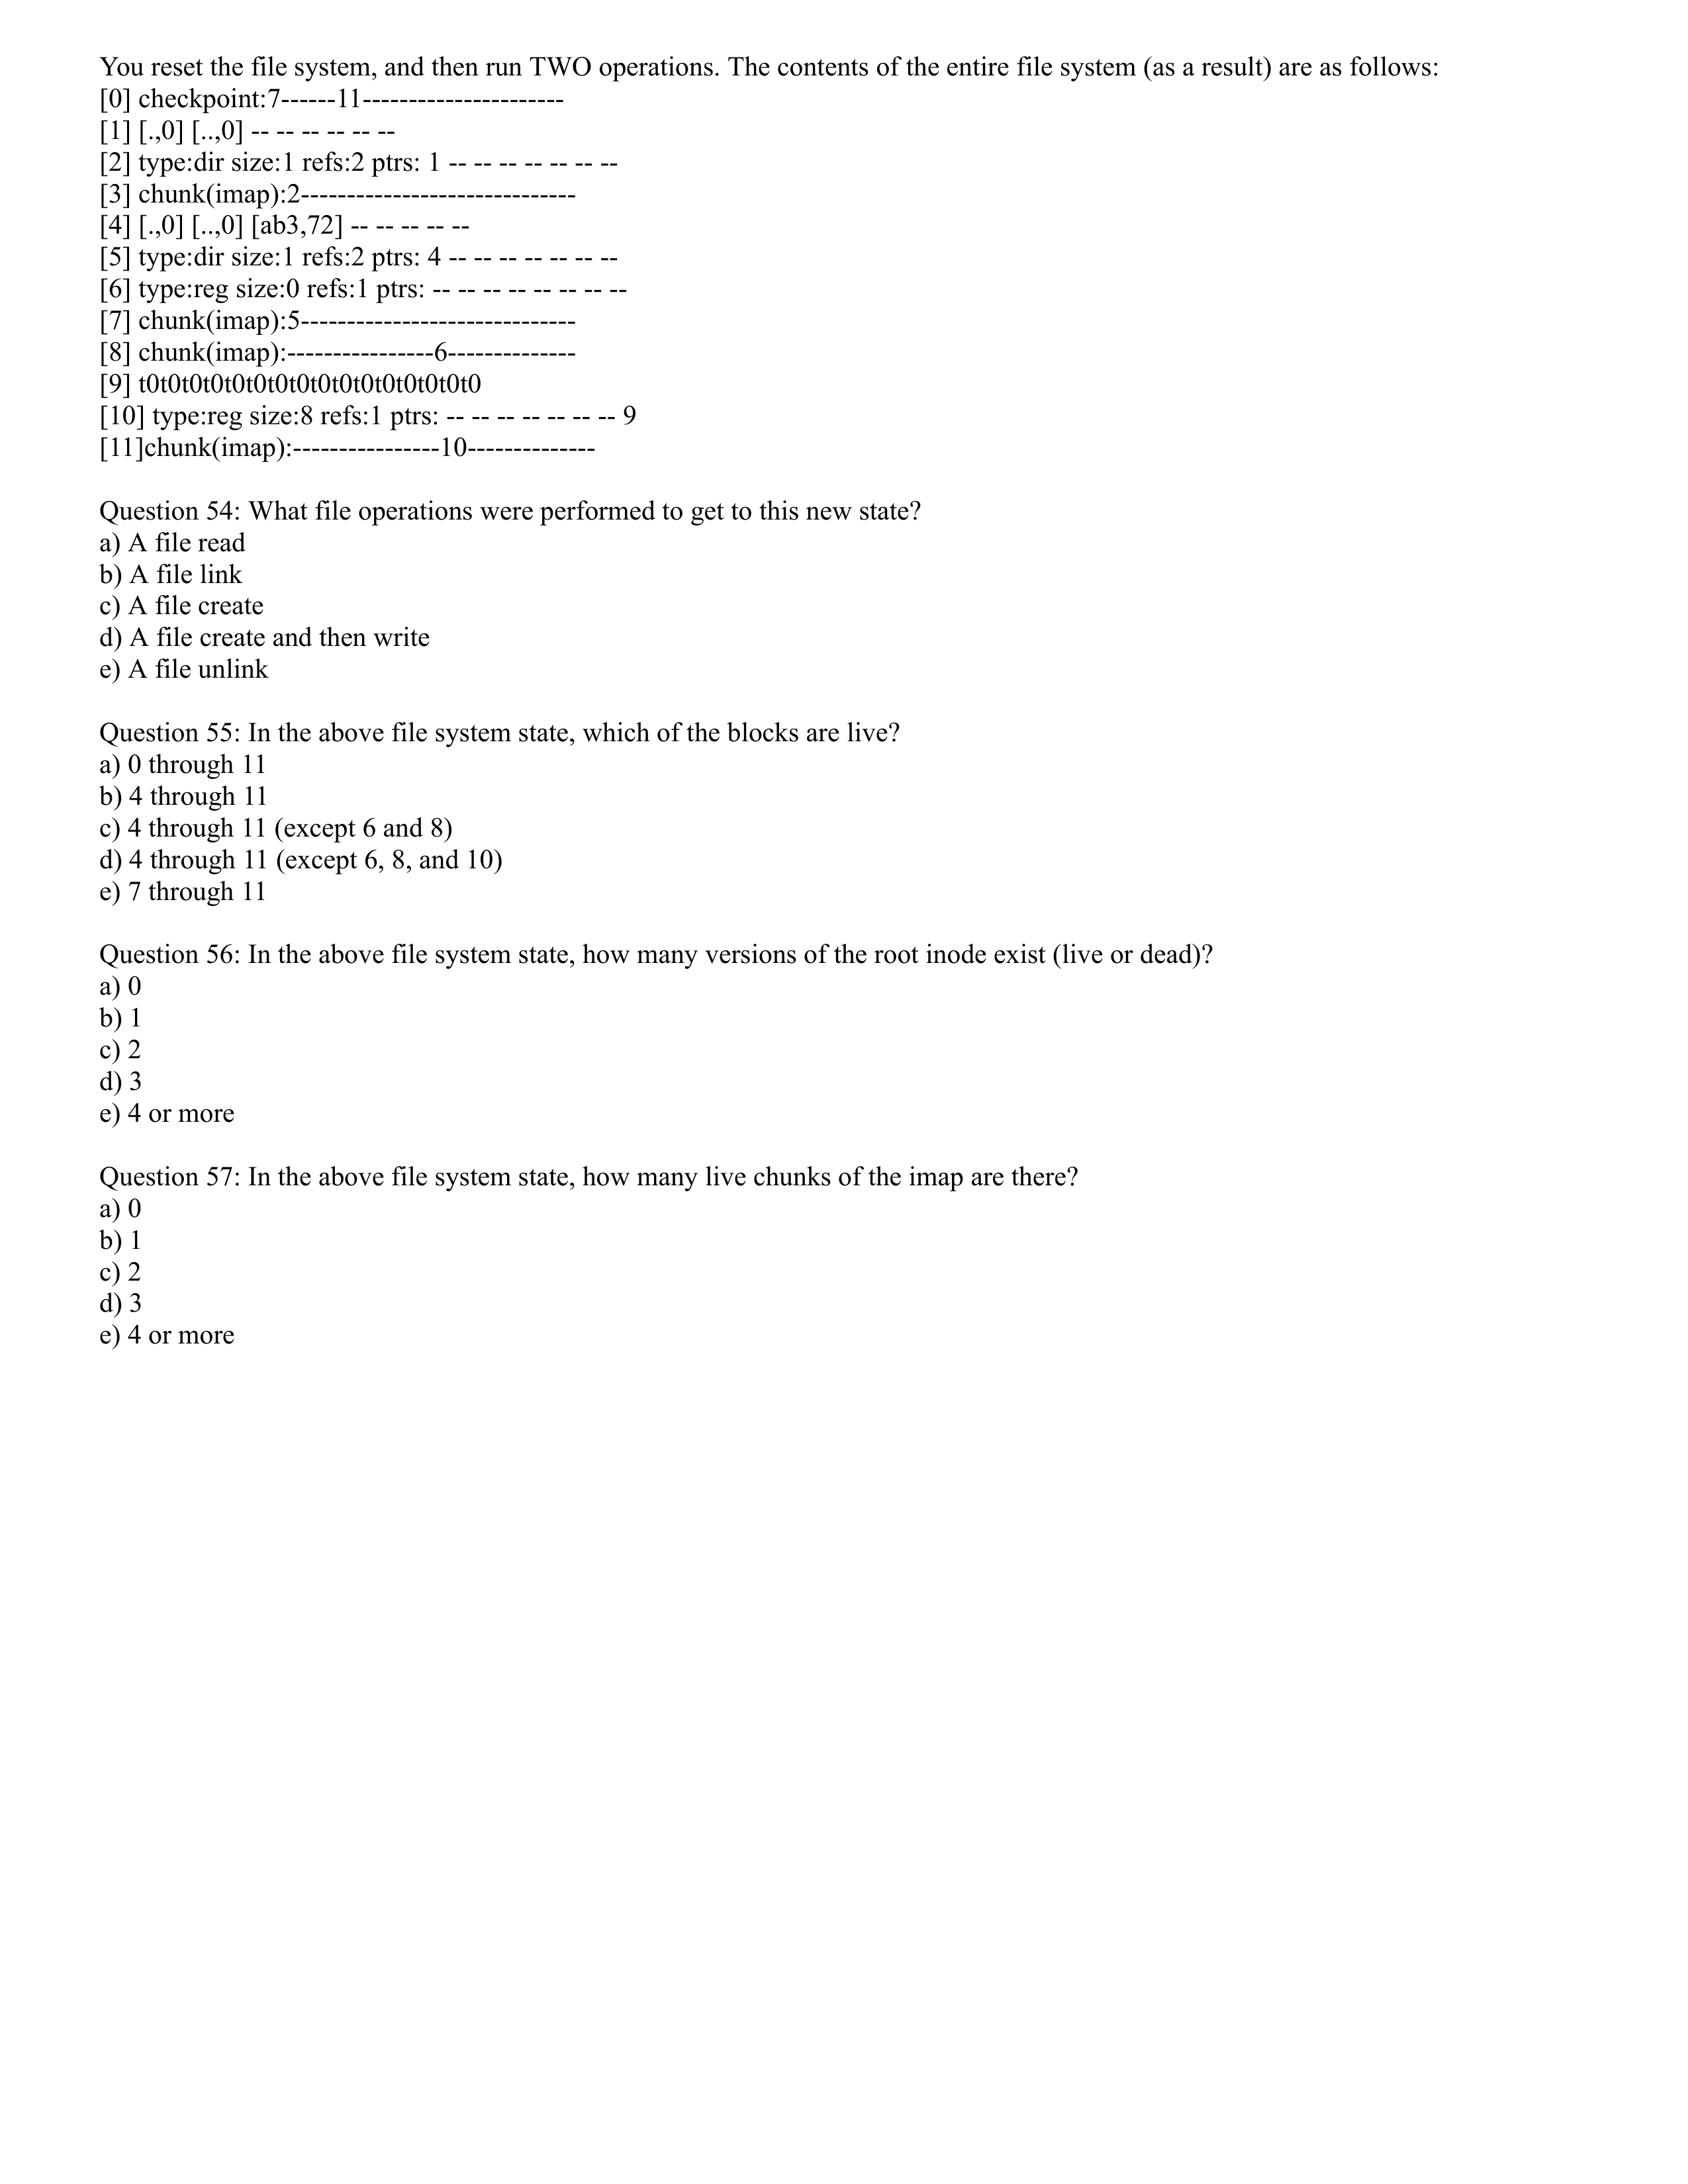 You reset the file system, and then run TWO operations. The contents of the entire file system (as a result) are as follows:
[0] checkpoint:7------11----------------------
[1] [.,0] [..,0] -- -- -- -- -- --
[2] type:dir size:1 refs:2 ptrs: 1 -- -- -- -- -- -- --
[3] chunk(imap):2------------------------------
[4] [.,0] [..,0] [ab3,72] -- -- -- -- --
[5] type:dir size:1 refs:2 ptrs: 4 -- -- -- -- -- -- --
[6] type:reg size:0 refs:1 ptrs: -- -- -- -- -- -- -- --
[7] chunk(imap):5------------------------------
[8] chunk(imap):----------------6--------------
[9] t0t0t0t0t0t0t0t0t0t0t0t0t0t0t0t0
[10] type:reg size:8 refs:1 ptrs: -- -- -- -- -- -- -- 9
[11]chunk(imap):----------------10--------------
Question 54: What file operations were performed to get to this new state?
a) A file read
b) A file link
c) A file create
d) A file create and then write
e) A file unlink
Question 55: In the above file system state, which of the blocks are live?
a) 0 through 11
b) 4 through 11
c) 4 through 11 (except 6 and 8)
d) 4 through 11 (except 6, 8, and 10)
e) 7 through 11
Question 56: In the above file system state, how many versions of the root inode exist (live or dead)?
a) 0
b) 1
c) 2
d) 3
e) 4 or more
Question 57: In the above file system state, how many live chunks of the imap are there?
a) 0
b) 1
c) 2
d) 3
e) 4 or more